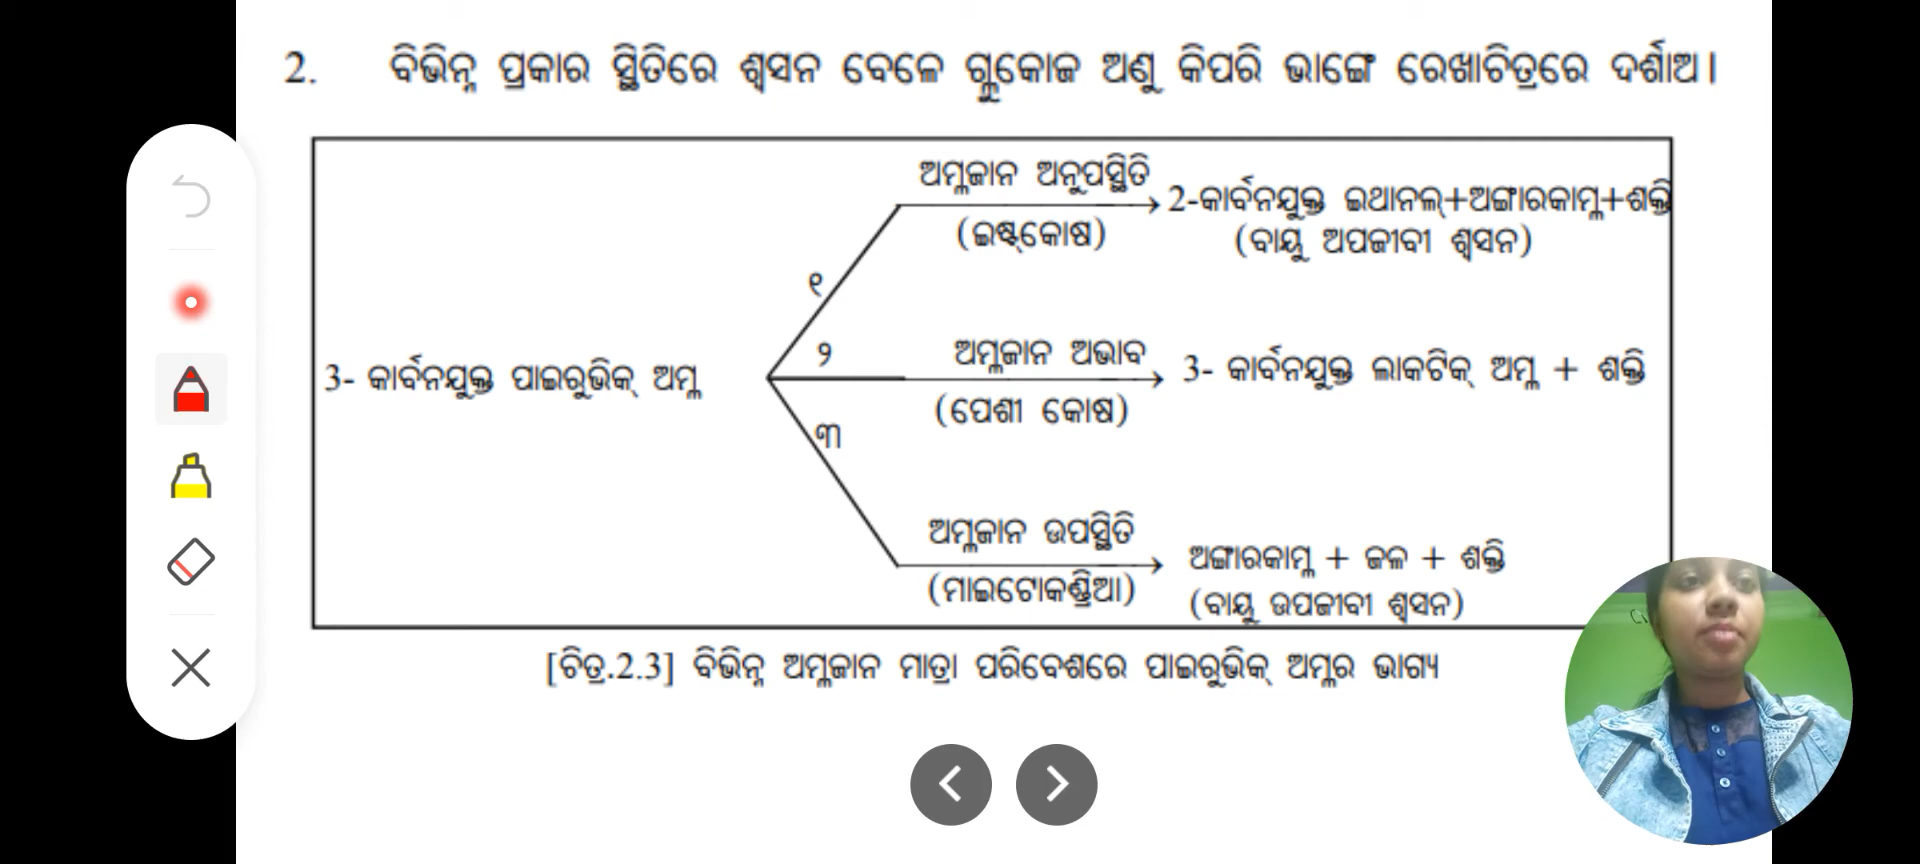 2. ବିଭିନ୍ନ ପ୍ରକାର ସ୍ଥିତିରେ ଶ୍ୱସନ ବେଳେ ଗ୍ଲୁକୋଜ ଅଣୁ କିପରି ଭାଙ୍ଗେ ରେଖାଚିତ୍ରରେ ଦର୍ଶାଅ।
ଅମ୍ଳଜାନ ଅନୁପସ୍ଥିତି
2-କାର୍ବନଯୁକ୍ତ ଇଥାନଲ୍+ଅଙ୍ଗାରକାମ୍ଳ+ଶକ୍ତି
(ଇଷ୍ଟ୍‌କୋଷ)
(ବାୟୁ ଅପଜୀବୀ ଶ୍ୱସନ)
୧
୨
ଅମ୍ଳଜାନ ଅଭାବ
3- କାର୍ବନଯୁକ୍ତ ପାଇରୁଭିକ୍ ଅମ୍ଳ
3- କାର୍ବନଯୁକ୍ତ ଲାକଟିକ୍ ଅମ୍ଳ + ଶକ୍ତି
(ପେଶୀ କୋଷ)
୩
ଅମ୍ଳଜାନ ଉପସ୍ଥିତି
ଅଙ୍ଗାରକାମ୍ଳ + ଜଳ + ଶକ୍ତି
(ମାଇଟୋକଣ୍ଡ୍ରିଆ)
(ବାୟୁ ଉପଜୀବୀ ଶ୍ୱସନ)
[ଚିତ୍ର.2.3] ବିଭିନ୍ନ ଅମ୍ଳଜାନ ମାତ୍ରା ପରିବେଶରେ ପାଇରୁଭିକ୍ ଅମ୍ଳର ଭାଗ୍ୟ